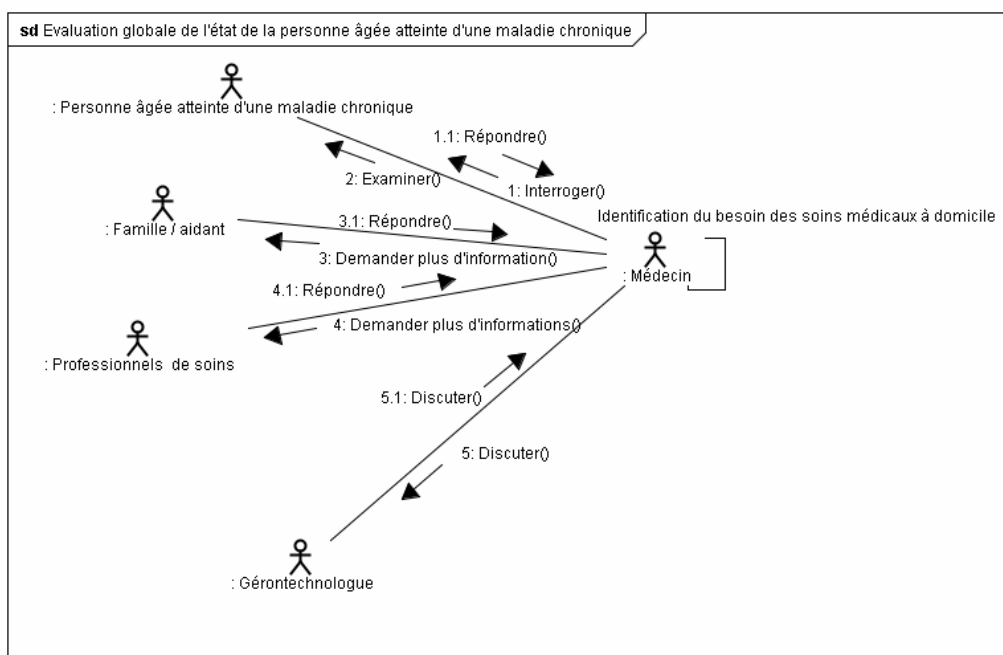 sd Evaluation globale de l'état de la personne âgée atteinte d'une maladie chronique
: Personne âgée atteinte d'une maladie chronique
1.1: Répondre()
2: Examiner()
1: Interroger()
Identification du besoin des soins médicaux à domicile
3.1: Répondre()
: Famille / aidant
3: Demander plus d'information()
: Médecin
4.1: Répondre()
4: Demander plus d'informations()
: Professionnels de soins
5.1: Discuter()
5: Discuter()
: Gérontechnologue